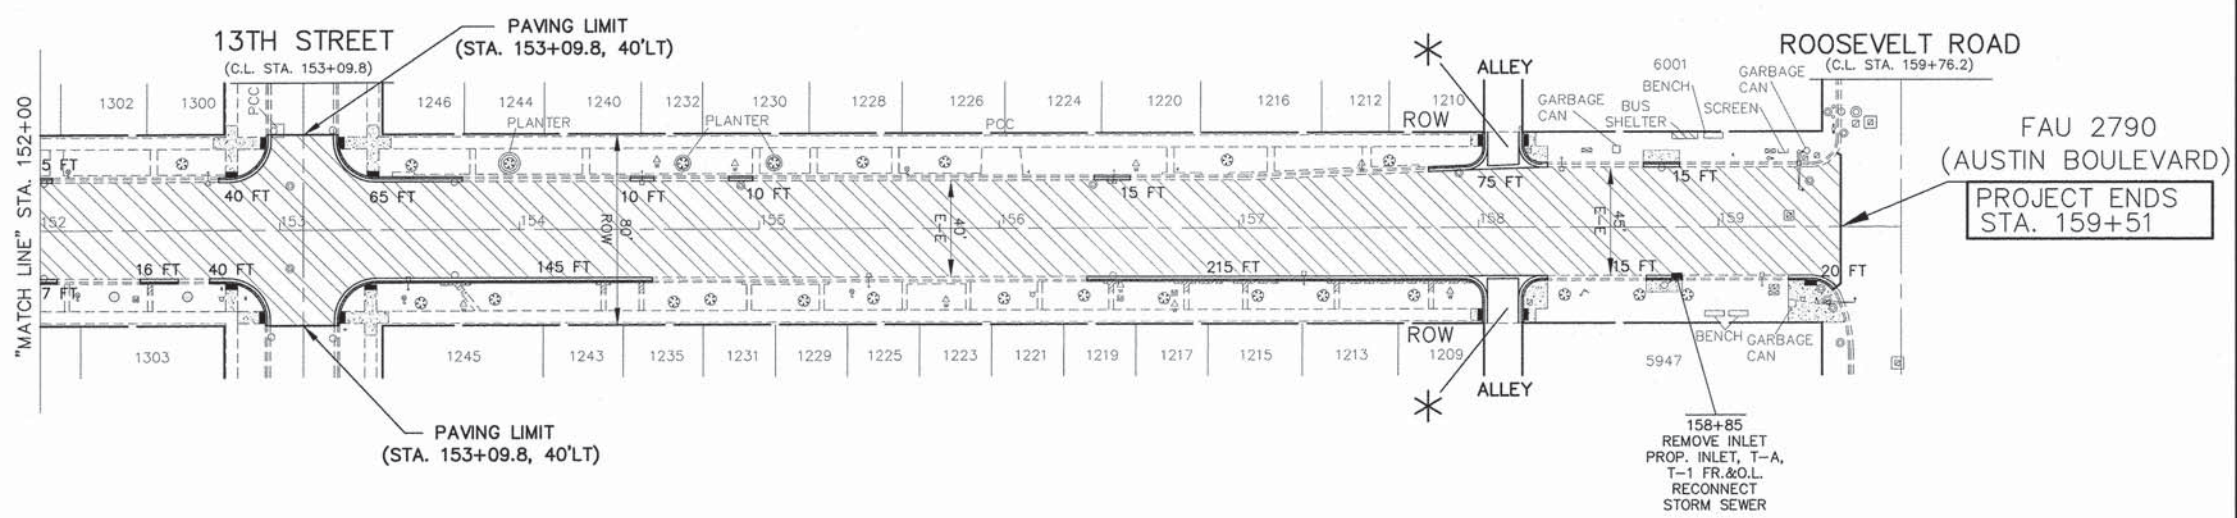 13TH STREET
(C.L. STA. 153+09.8)
PAVING LIMIT
(STA. 153+09.8, 40'LT)
ROOSEVELT ROAD
(C.L. STA. 159+76.2)
ALLEY
6001
BENCH
GARBAGE
CAN
GARBAGE
CAN
BUS
SHELTER
SCREEN
1302
1300
PCC
1246
1244
1240
1232
1230
1228
1226
1224
1220
1216
1212
1210
PLANTER
PLANTER
PCC
ROW
FAU 2790
(AUSTIN BOULEVARD)
PROJECT ENDS
STA. 159+51
"MATCH LINE" STA. 152+00
5 FT
40 FT
65 FT
10 FT
10 FT
15 FT
75 FT
15 FT
152
153
154
155
156
157
158
159
80'
ROW
40'
E-E
45'
E-E
7 FT
16 FT
40 FT
145 FT
215 FT
15 FT
20 FT
ROW
1303
1245
1243
1235
1231
1229
1225
1223
1221
1219
1217
1215
1213
1209
5947
BENCH
GARBAGE
CAN
ALLEY
PAVING LIMIT
(STA. 153+09.8, 40'LT)
158+85
REMOVE INLET
PROP. INLET, T-A,
T-1 FR.&O.L.
RECONNECT
STORM SEWER